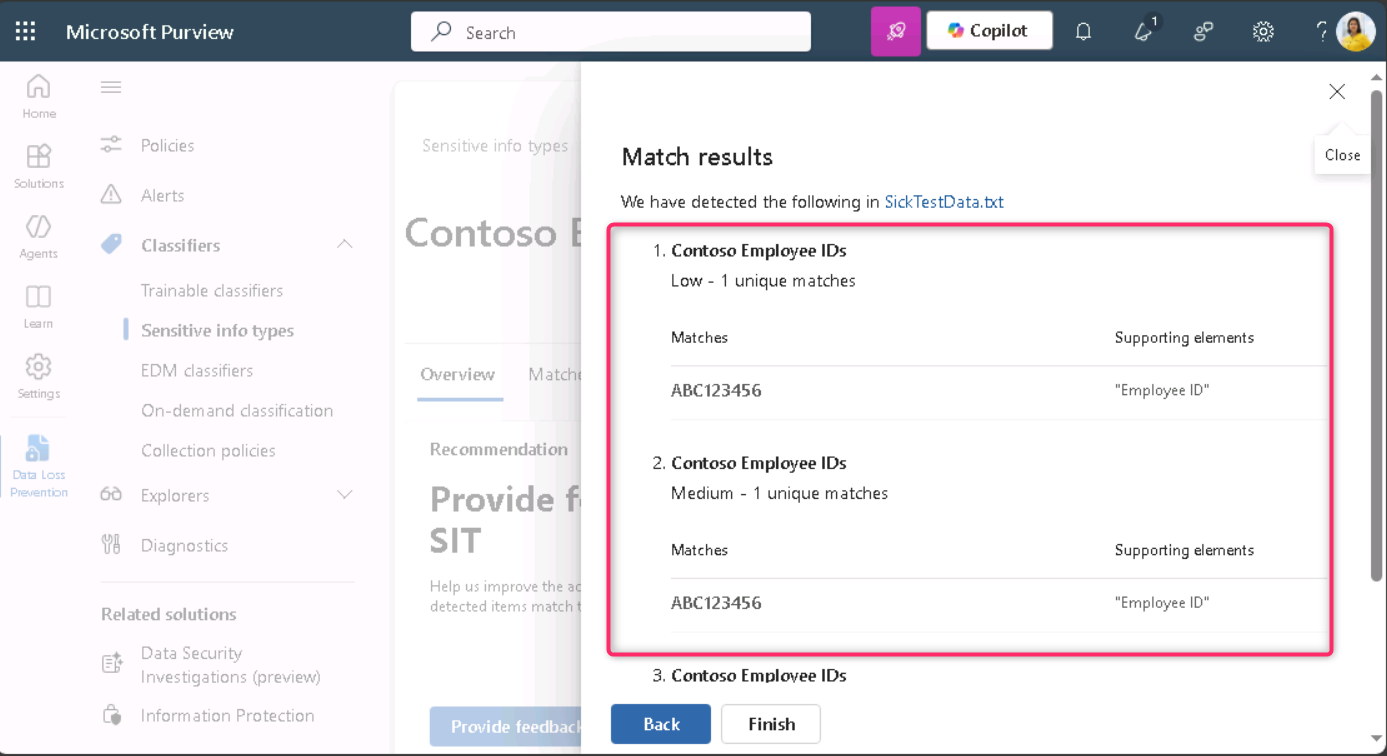 Microsoft Purview
Search
Copilot
1
?
Home
Solutions
Agents
Learn
Settings
Data Loss
Prevention
Policies
Alerts
Classifiers
Trainable classifiers
Sensitive info types
EDM classifiers
On-demand classification
Collection policies
Explorers
Diagnostics
Related solutions
Data Security
Investigations (preview)
Information Protection
Sensitive info types
Contoso
Overview
Recommendation
Provide
SIT
Help us improve the
detected items match
Provide feedback
Close
Match results
We have detected the following in SickTestData.txt
1. Contoso Employee IDs
Low - 1 unique matches
Matches Supporting elements
ABC123456 "Employee ID"
2. Contoso Employee IDs
Medium - 1 unique matches
Matches Supporting elements
ABC123456 "Employee ID"
3. Contoso Employee IDs
Back Finish